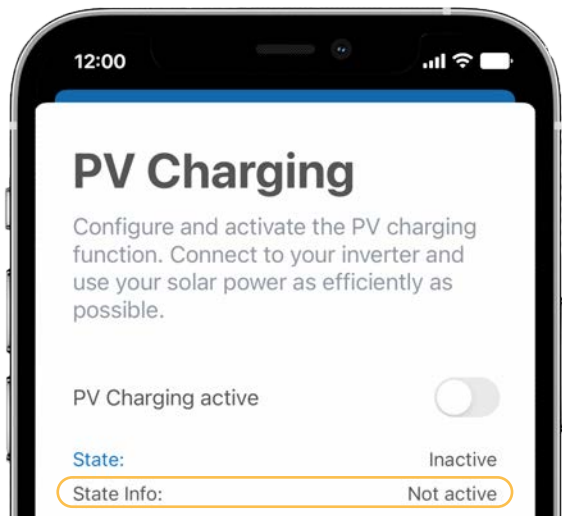 12:00
PV Charging
Configure and activate the PV charging
function. Connect to your inverter and
use your solar power as efficiently as
possible.
PV Charging active
State: Inactive
State Info: Not active